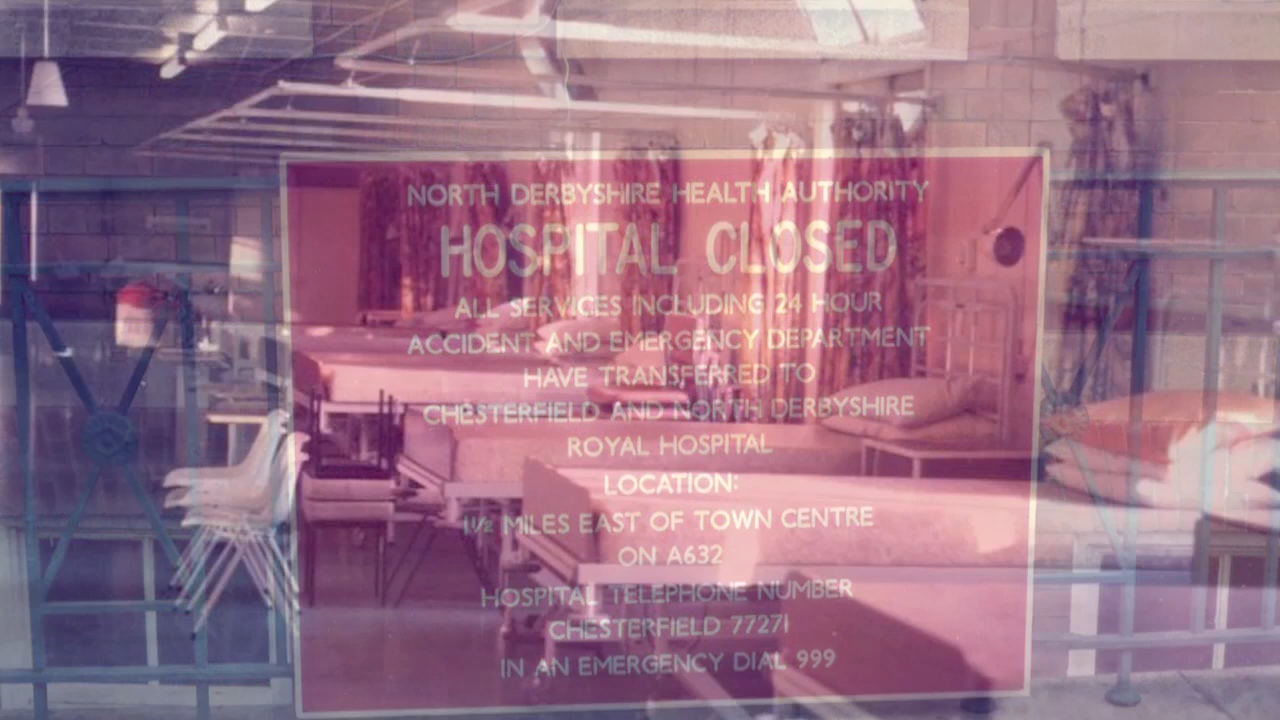 NORTH DERBYSHIRE HEALTH AUTHORITY
HOSPITAL CLOSED
ALL SERVICES INCLUDING 24 HOUR
ACCIDENT AND EMERGENCY DEPARTMENT
HAVE TRANSFERRED TO
CHESTERFIELD AND NORTH DERBYSHIRE
ROYAL HOSPITAL
LOCATION:
1½ MILES EAST OF TOWN CENTRE
ON A632
HOSPITAL TELEPHONE NUMBER
CHESTERFIELD 77271
IN AN EMERGENCY DIAL 999